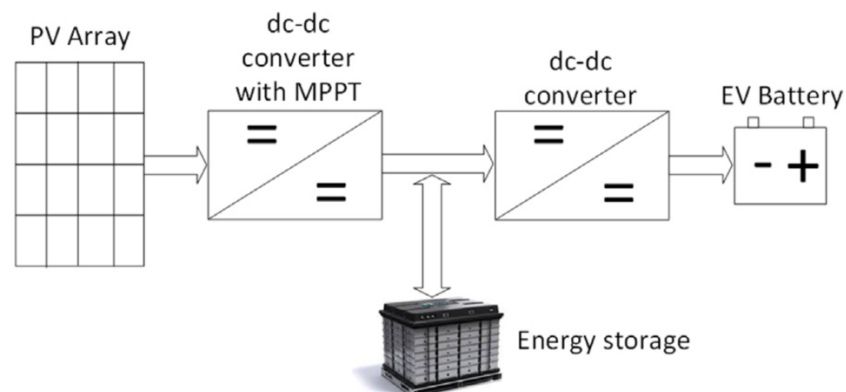 PV Array
dc-dc
converter
with MPPT
dc-dc
converter
EV Battery
= =
= =
- +
Energy storage